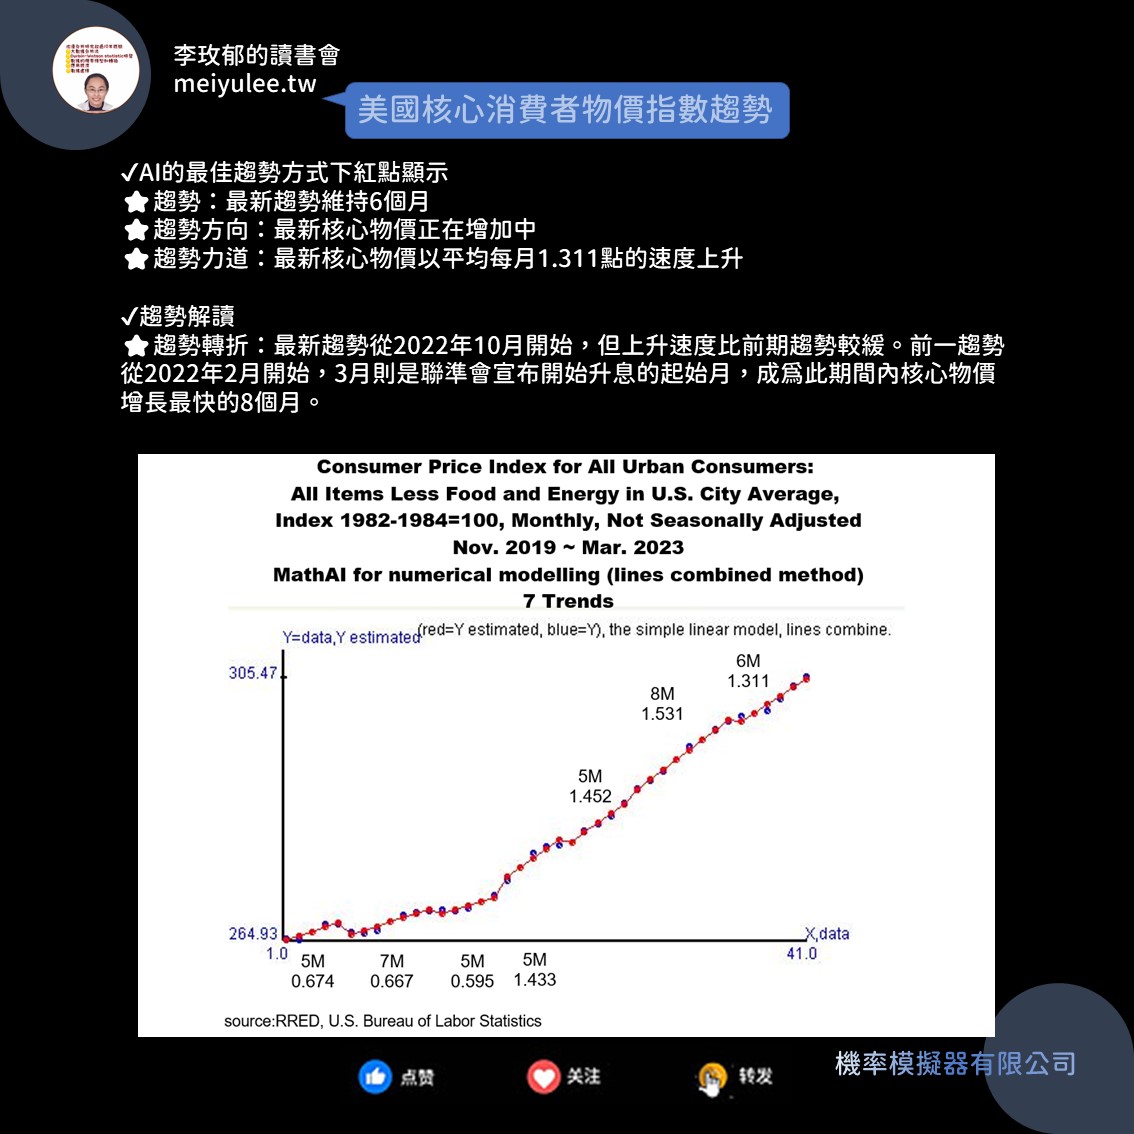 李玫郁的讀書會
meiyulee.tw
美國核心消費者物價指數趨勢
✓AI的最佳趨勢方式下紅點顯示
★趨勢：最新趨勢維持6個月
★趨勢方向：最新核心物價正在增加中
★趨勢力道：最新核心物價以平均每月1.311點的速度上升
✓趨勢解讀
★趨勢轉折：最新趨勢從2022年10月開始，但上升速度比前期趨勢較緩。前一趨勢
從2022年2月開始，3月則是聯準會宣布開始升息的起始月，成爲此期間內核心物價
增長最快的8個月。
Consumer Price Index for All Urban Consumers:
All Items Less Food and Energy in U.S. City Average,
Index 1982-1984=100, Monthly, Not Seasonally Adjusted
Nov. 2019 ~ Mar. 2023
MathAI for numerical modelling (lines combined method)
7 Trends
Y=data,Y estimated
(red=Y estimated, blue=Y), the simple linear model, lines combine.
305.47
6M
1.311
8M
1.531
5M
1.452
264.93
X,data
1.0
41.0
5M
0.674
7M
0.667
5M
0.595
5M
1.433
source:RRED, U.S. Bureau of Labor Statistics
点赞
关注
转发
機率模擬器有限公司